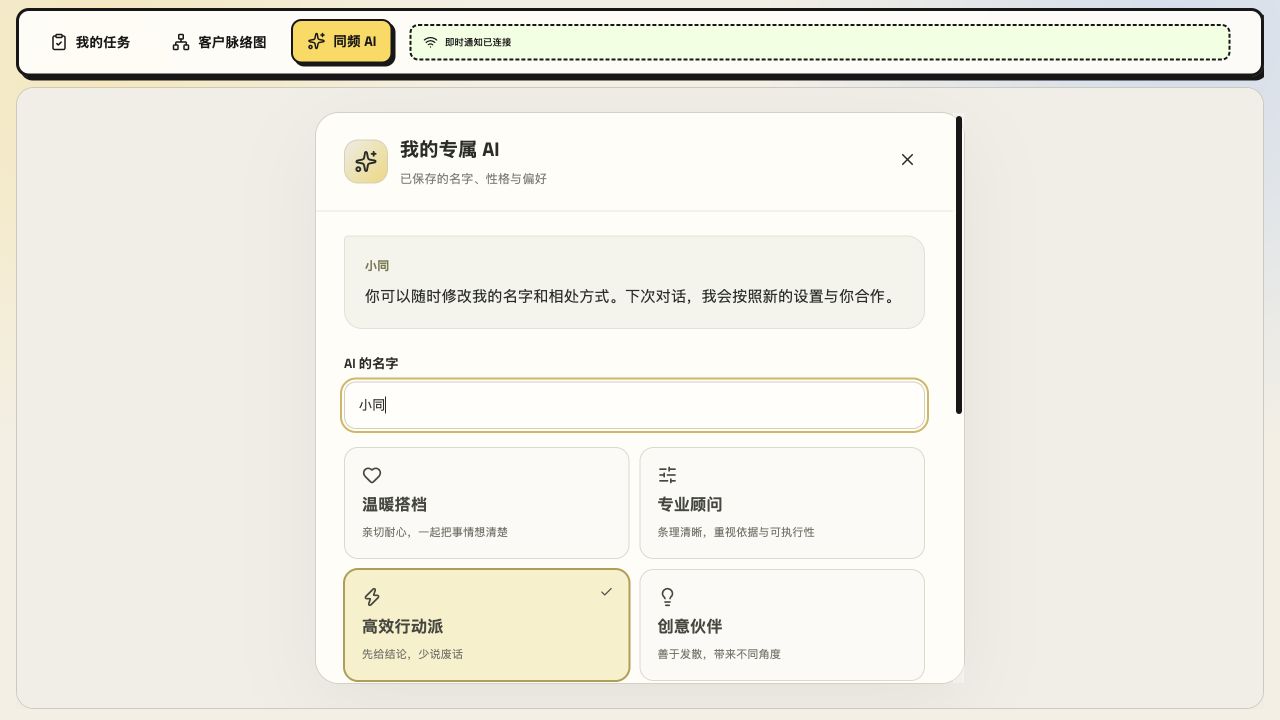 我的任务
客户脉络图
同频 AI
即时通知已连接
我的专属 AI
已保存的名字、性格与偏好
小同
你可以随时修改我的名字和相处方式。下次对话，我会按照新的设置与你合作。
AI 的名字
小同
温暖搭档
亲切耐心，一起把事情想清楚
专业顾问
条理清晰，重视依据与可执行性
高效行动派
先给结论，少说废话
创意伙伴
善于发散，带来不同角度